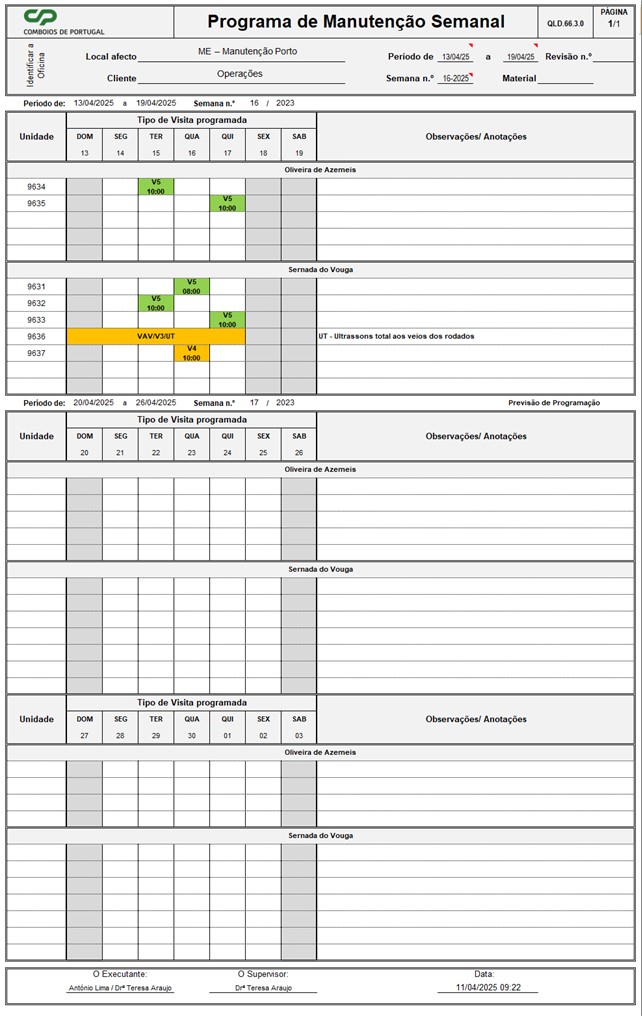 CP
COMBOIOS DE PORTUGAL
Programa de Manutenção Semanal
QLD.66.3.0
PÁGINA
1/1
Identificar a Oficina
Local afecto ME – Manutenção Porto
Período de 13/04/25 a 19/04/25 Revisão n.º
Cliente Operações
Semana n.º 16-2025 Material
Período de: 13/04/2025 a 19/04/2025 Semana n.º 16 / 2023
Unidade Tipo de Visita programada Observações/ Anotações
DOM SEG TER QUA QUI SEX SAB
13 14 15 16 17 18 19
Oliveira de Azemeis
9634 V5 10:00
9635 V5 10:00
Sernada do Vouga
9631 V5 08:00
9632 V5 10:00
9633 V5 10:00
9636 VAV/V3/UT UT - Ultrassons total aos veios dos rodados
9637 V4 10:00
Período de: 20/04/2025 a 26/04/2025 Semana n.º 17 / 2023 Previsão de Programação
Unidade Tipo de Visita programada Observações/ Anotações
DOM SEG TER QUA QUI SEX SAB
20 21 22 23 24 25 26
Oliveira de Azemeis
Sernada do Vouga
Unidade Tipo de Visita programada Observações/ Anotações
DOM SEG TER QUA QUI SEX SAB
27 28 29 30 01 02 03
Oliveira de Azemeis
Sernada do Vouga
O Executante: O Supervisor: Data:
António Lima / Drª Teresa Araujo Drª Teresa Araujo 11/04/2025 09:22